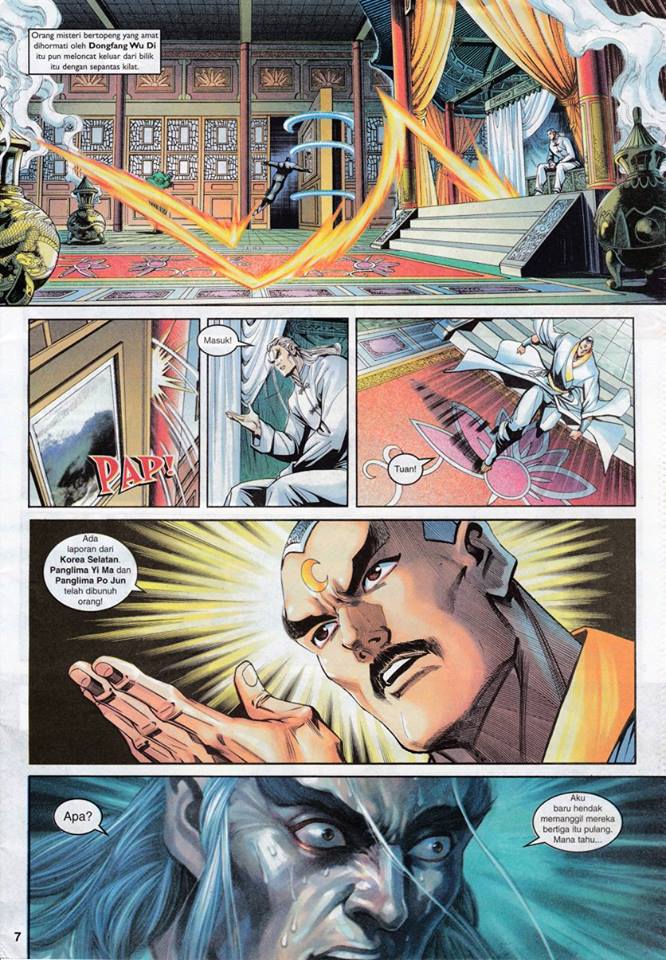 Orang misteri bertopeng yang amat
dihormati oleh Dongfang Wu Di
itu pun meloncat keluar dari bilik
itu dengan sepantas kilat.
PAP!
Masuk!
Tuan!
Ada
laporan dari
Korea Selatan.
Panglima Yi Ma dan
Panglima Po Jun
telah dibunuh
orang!
Apa?
Aku
baru hendak
memanggil mereka
bertiga itu pulang.
Mana tahu...
7